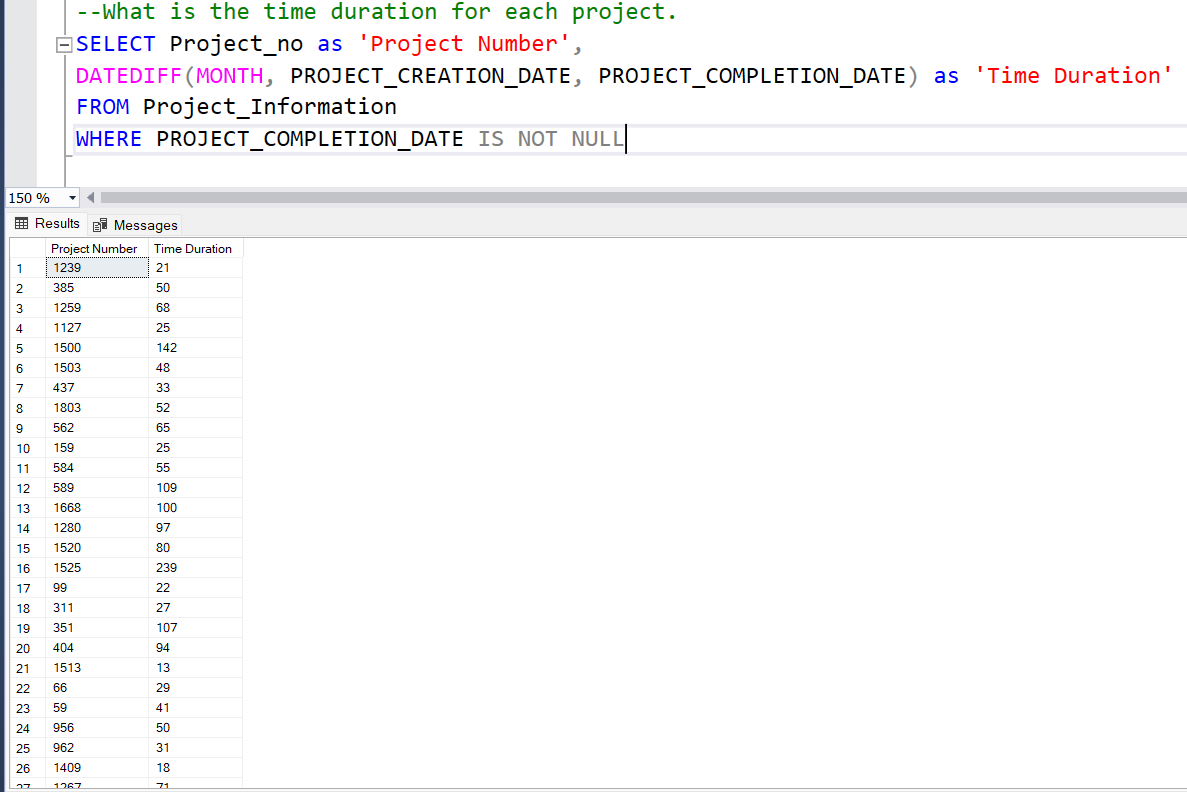 --What is the time duration for each project.
SELECT Project_no as 'Project Number',
DATEDIFF(MONTH, PROJECT_CREATION_DATE, PROJECT_COMPLETION_DATE) as 'Time Duration'
FROM Project_Information
WHERE PROJECT_COMPLETION_DATE IS NOT NULL
150 %
Results Messages
Project Number Time Duration
1 1239 21
2 385 50
3 1259 68
4 1127 25
5 1500 142
6 1503 48
7 437 33
8 1803 52
9 562 65
10 159 25
11 584 55
12 589 109
13 1668 100
14 1280 97
15 1520 80
16 1525 239
17 99 22
18 311 27
19 351 107
20 404 94
21 1513 13
22 66 29
23 59 41
24 956 50
25 962 31
26 1409 18
27 1267 71